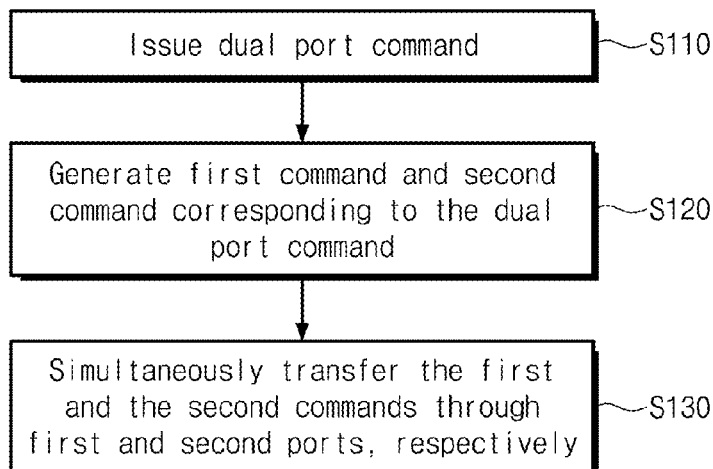 Issue dual port command
S110
Generate first command and second
command corresponding to the dual
port command
S120
Simultaneously transfer the first
and the second commands through
first and second ports, respectively
S130